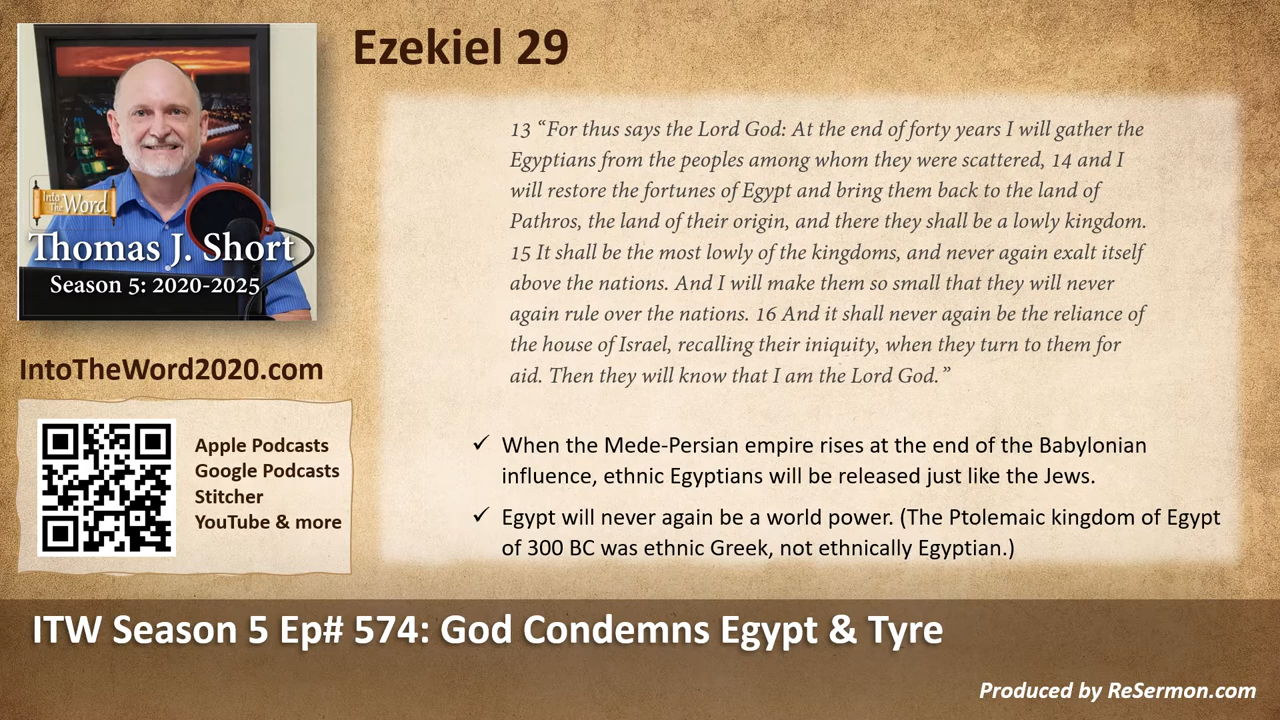 Ezekiel 29
13 “For thus says the Lord God: At the end of forty years I will gather the
Egyptians from the peoples among whom they were scattered, 14 and I
will restore the fortunes of Egypt and bring them back to the land of
Pathros, the land of their origin, and there they shall be a lowly kingdom.
15 It shall be the most lowly of the kingdoms, and never again exalt itself
above the nations. And I will make them so small that they will never
again rule over the nations. 16 And it shall never again be the reliance of
the house of Israel, recalling their iniquity, when they turn to them for
aid. Then they will know that I am the Lord God.”
✓ When the Mede-Persian empire rises at the end of the Babylonian
influence, ethnic Egyptians will be released just like the Jews.
✓ Egypt will never again be a world power. (The Ptolemaic kingdom of Egypt
of 300 BC was ethnic Greek, not ethnically Egyptian.)
Into
The Word
Thomas J. Short
Season 5: 2020-2025
IntoTheWord2020.com
Apple Podcasts
Google Podcasts
Stitcher
YouTube & more
ITW Season 5 Ep# 574: God Condemns Egypt & Tyre
Produced by ReSermon.com